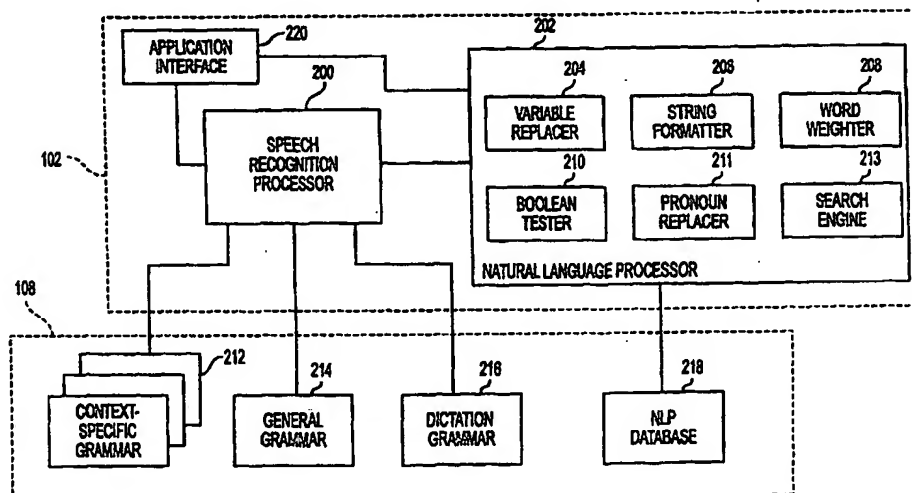 APPLICATION
INTERFACE
220
202
200
SPEECH
RECOGNITION
PROCESSOR
102
204
VARIABLE
REPLACER
206
STRING
FORMATTER
208
WORD
WEIGHTER
210
BOOLEAN
TESTER
211
PRONOUN
REPLACER
213
SEARCH
ENGINE
NATURAL LANGUAGE PROCESSOR
108
212
CONTEXT-
SPECIFIC
GRAMMAR
214
GENERAL
GRAMMAR
216
DICTATION
GRAMMAR
218
NLP
DATABASE